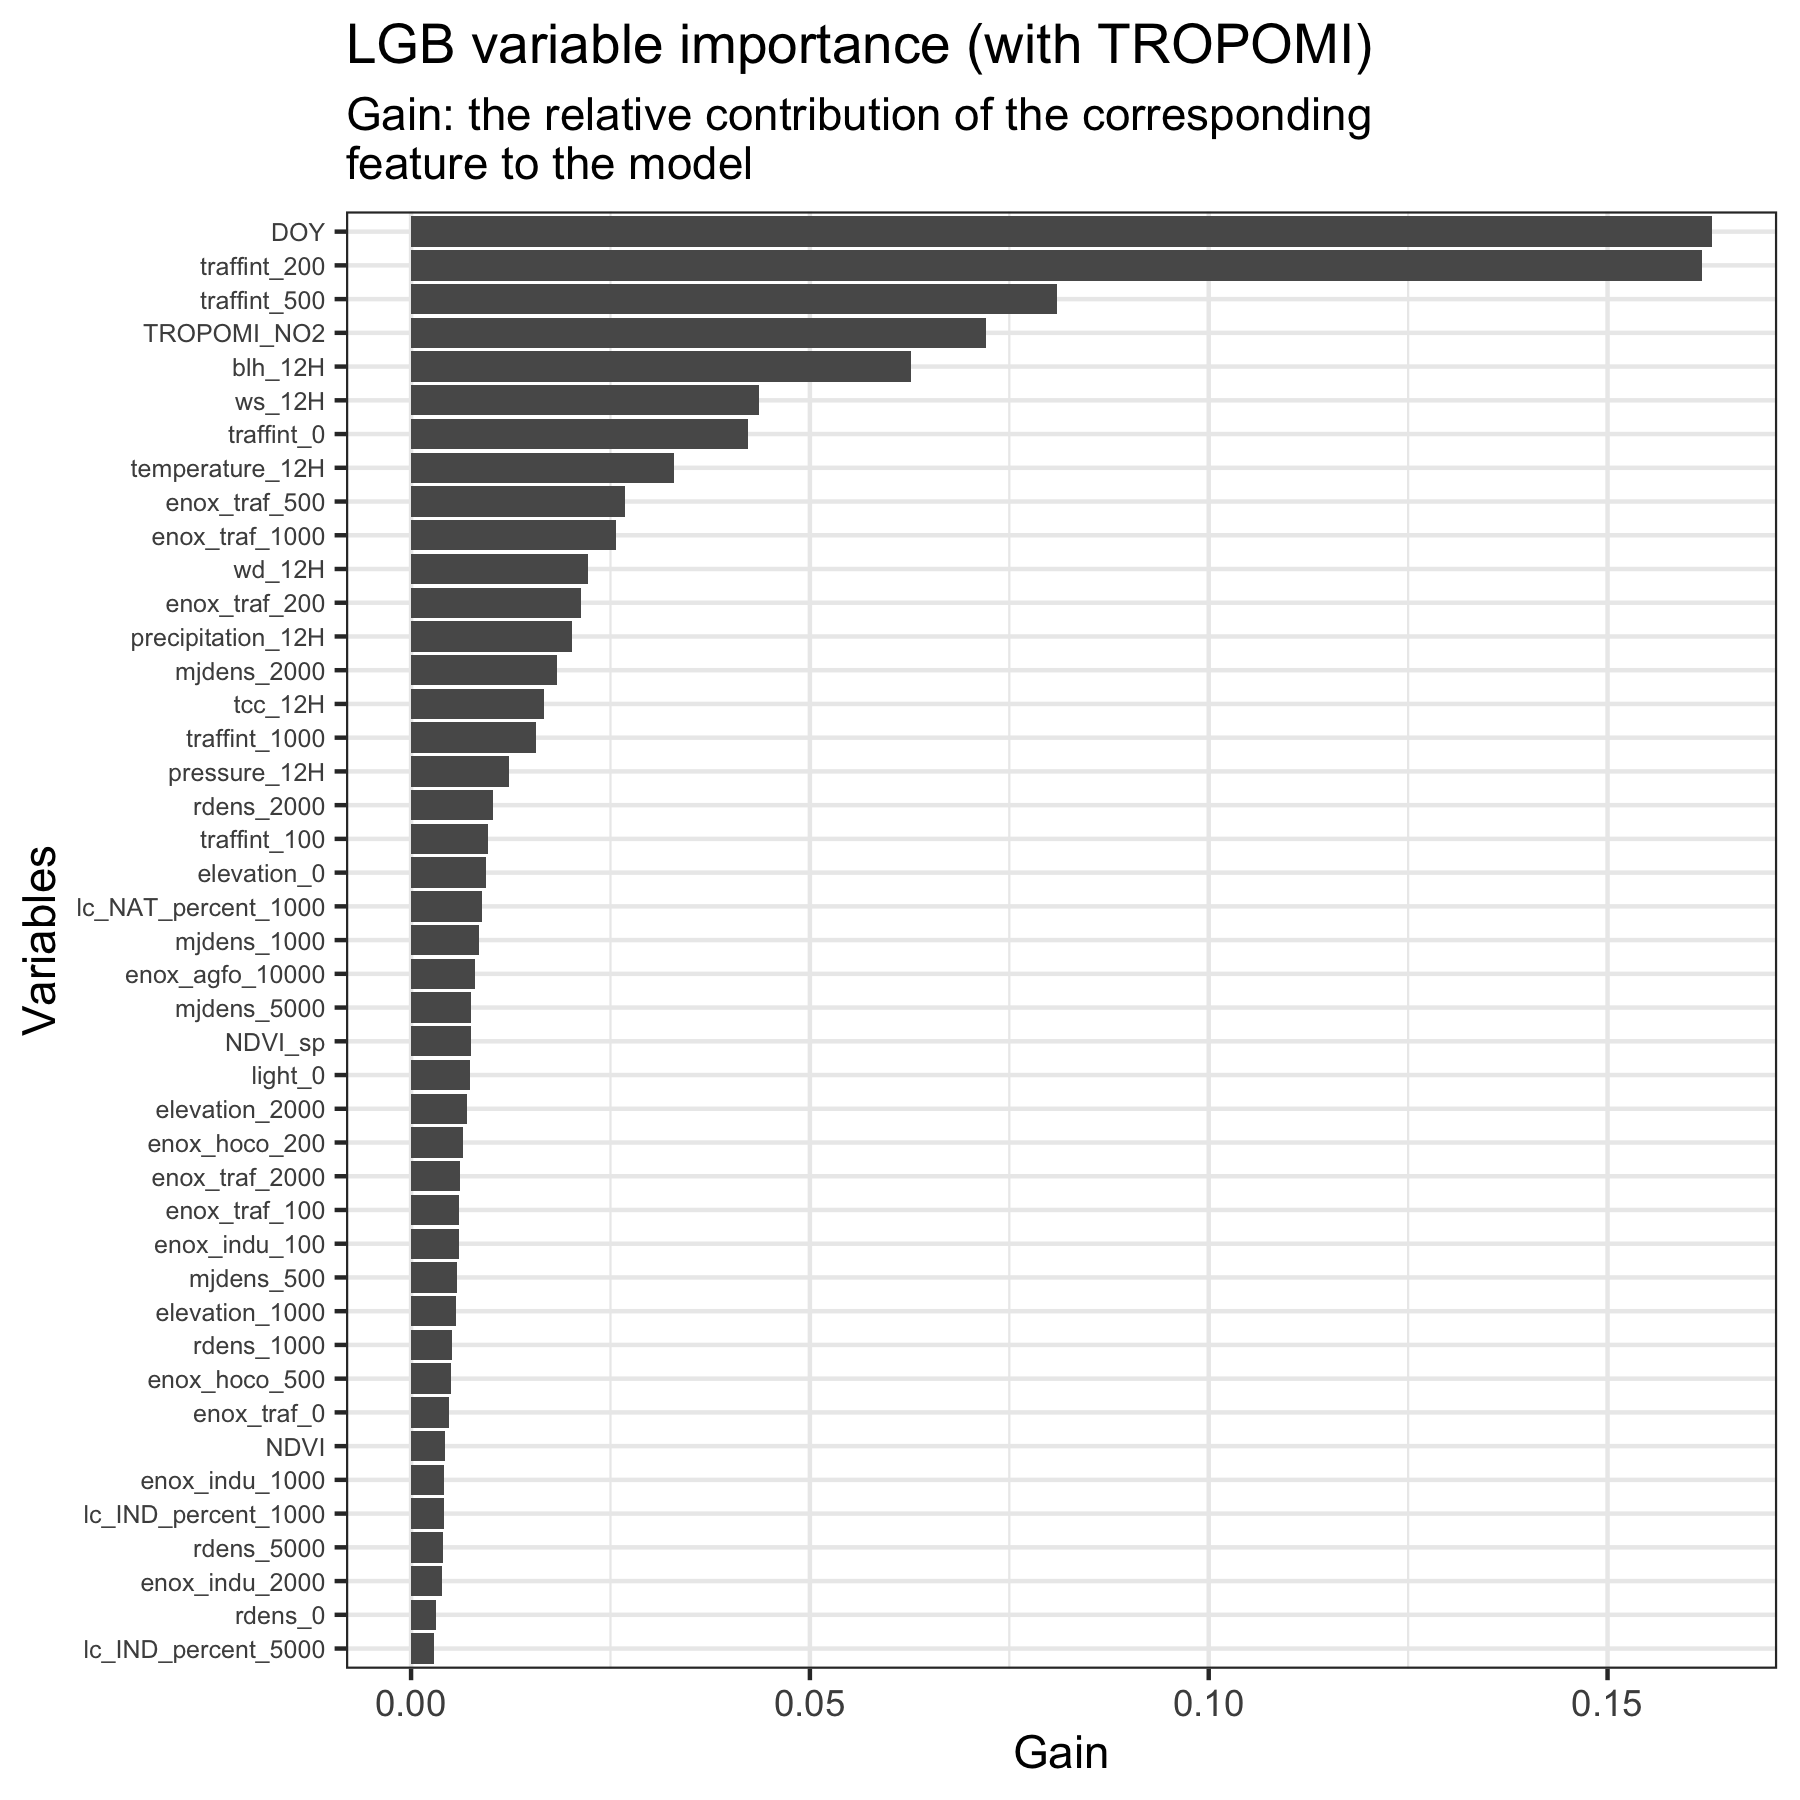 LGB variable importance (with TROPOMI)
Gain: the relative contribution of the corresponding
feature to the model
DOY
traffint_200
traffint_500
TROPOMI_NO2
blh_12H
ws_12H
traffint_0
temperature_12H
enox_traf_500
enox_traf_1000
wd_12H
enox_traf_200
precipitation_12H
mjdens_2000
tcc_12H
traffint_1000
pressure_12H
rdens_2000
traffint_100
elevation_0
lc_NAT_percent_1000
mjdens_1000
enox_agfo_10000
mjdens_5000
NDVI_sp
light_0
elevation_2000
enox_hoco_200
enox_traf_2000
enox_traf_100
enox_indu_100
mjdens_500
elevation_1000
rdens_1000
enox_hoco_500
enox_traf_0
NDVI
enox_indu_1000
lc_IND_percent_1000
rdens_5000
enox_indu_2000
rdens_0
lc_IND_percent_5000
Variables
0.00 0.05 0.10 0.15
Gain